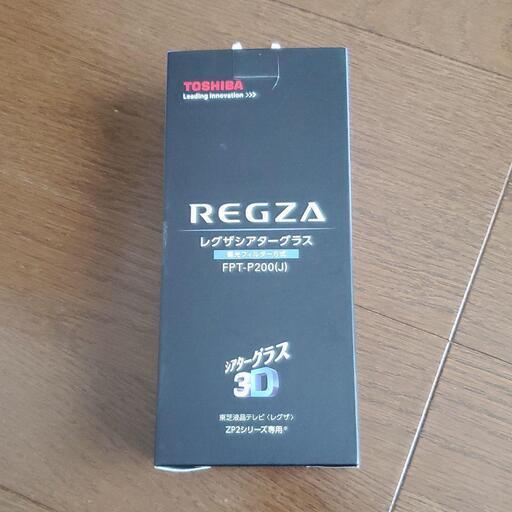 TOSHIBA
Leading Innovation >>>
REGZA
レグザシアターグラス
偏光フィルター方式
FPT-P200(J)
シアターグラス
3D
東芝液晶テレビ〈レグザ〉
ZP2シリーズ専用※